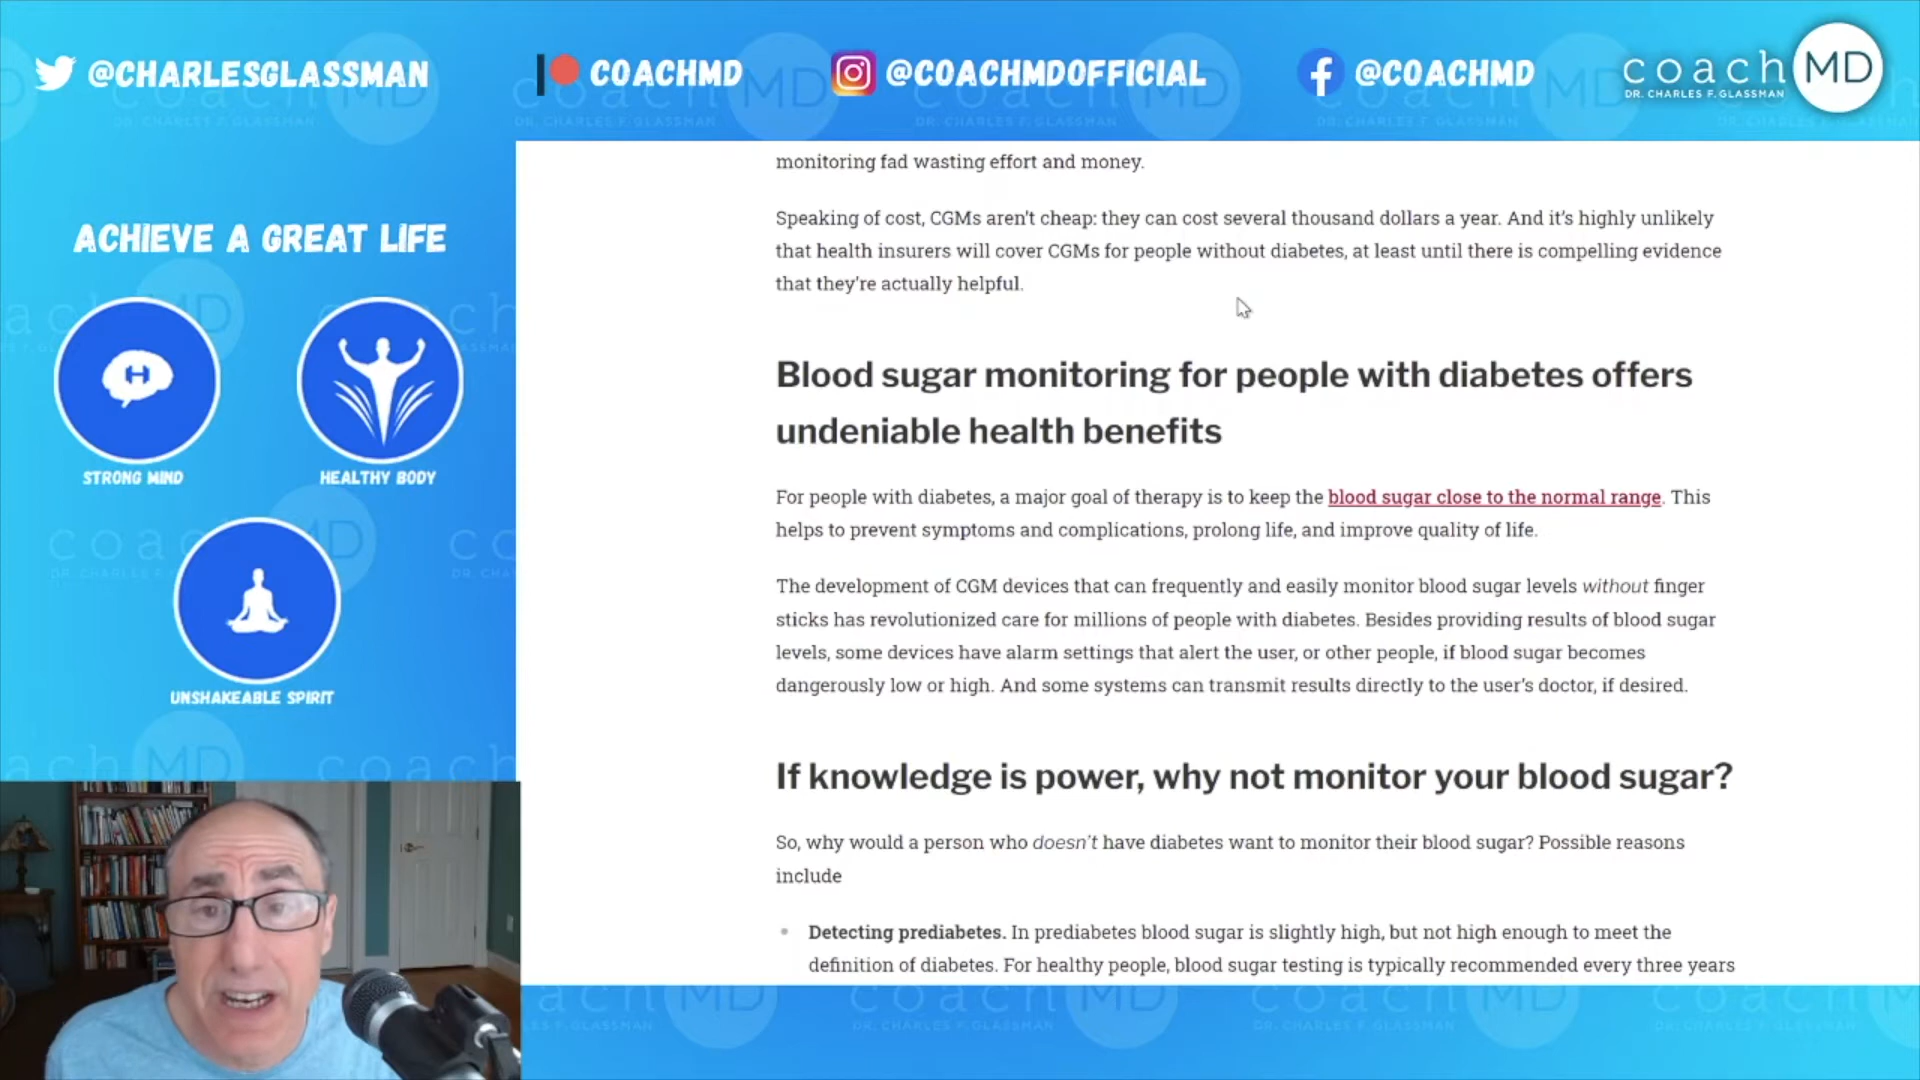 @CHARLESGLASSMAN
COACHMD
@COACHMDOFFICIAL
@COACHMD
coach MD
DR. CHARLES F. GLASSMAN
ACHIEVE A GREAT LIFE
STRONG MIND
HEALTHY BODY
UNSHAKEABLE SPIRIT
monitoring fad wasting effort and money.
Speaking of cost, CGMs aren't cheap: they can cost several thousand dollars a year. And it's highly unlikely
that health insurers will cover CGMs for people without diabetes, at least until there is compelling evidence
that they're actually helpful.
Blood sugar monitoring for people with diabetes offers
undeniable health benefits
For people with diabetes, a major goal of therapy is to keep the blood sugar close to the normal range. This
helps to prevent symptoms and complications, prolong life, and improve quality of life.
The development of CGM devices that can frequently and easily monitor blood sugar levels without finger
sticks has revolutionized care for millions of people with diabetes. Besides providing results of blood sugar
levels, some devices have alarm settings that alert the user, or other people, if blood sugar becomes
dangerously low or high. And some systems can transmit results directly to the user's doctor, if desired.
If knowledge is power, why not monitor your blood sugar?
So, why would a person who doesn't have diabetes want to monitor their blood sugar? Possible reasons
include
Detecting prediabetes. In prediabetes blood sugar is slightly high, but not high enough to meet the
definition of diabetes. For healthy people, blood sugar testing is typically recommended every three years